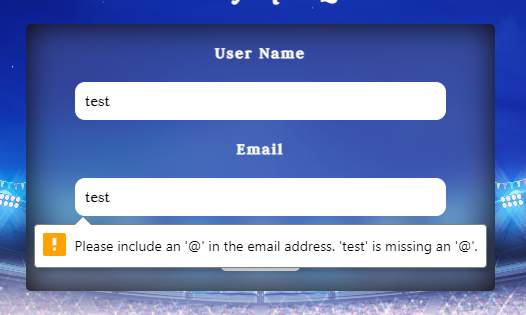 User Name
test
Email
test
Please include an '@' in the email address. 'test' is missing an '@'.